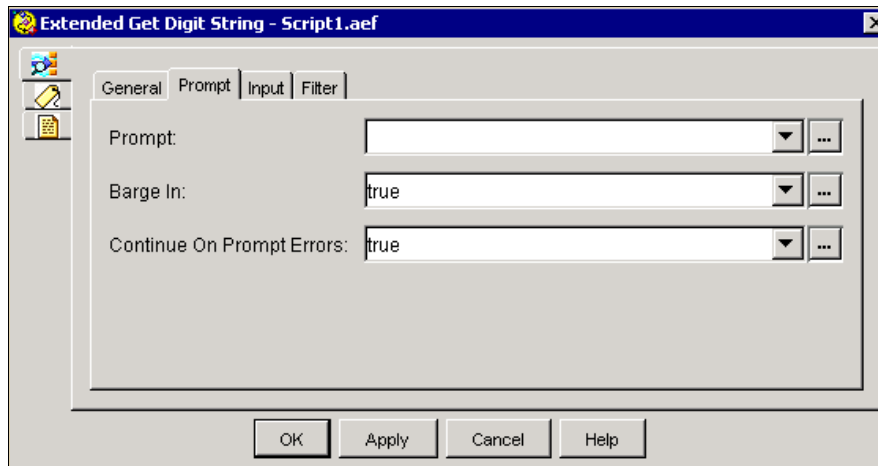 Extended Get Digit String - Script1.aef
General Prompt Input Filter
Prompt: ...
Barge In: true ...
Continue On Prompt Errors: true ...
OK Apply Cancel Help